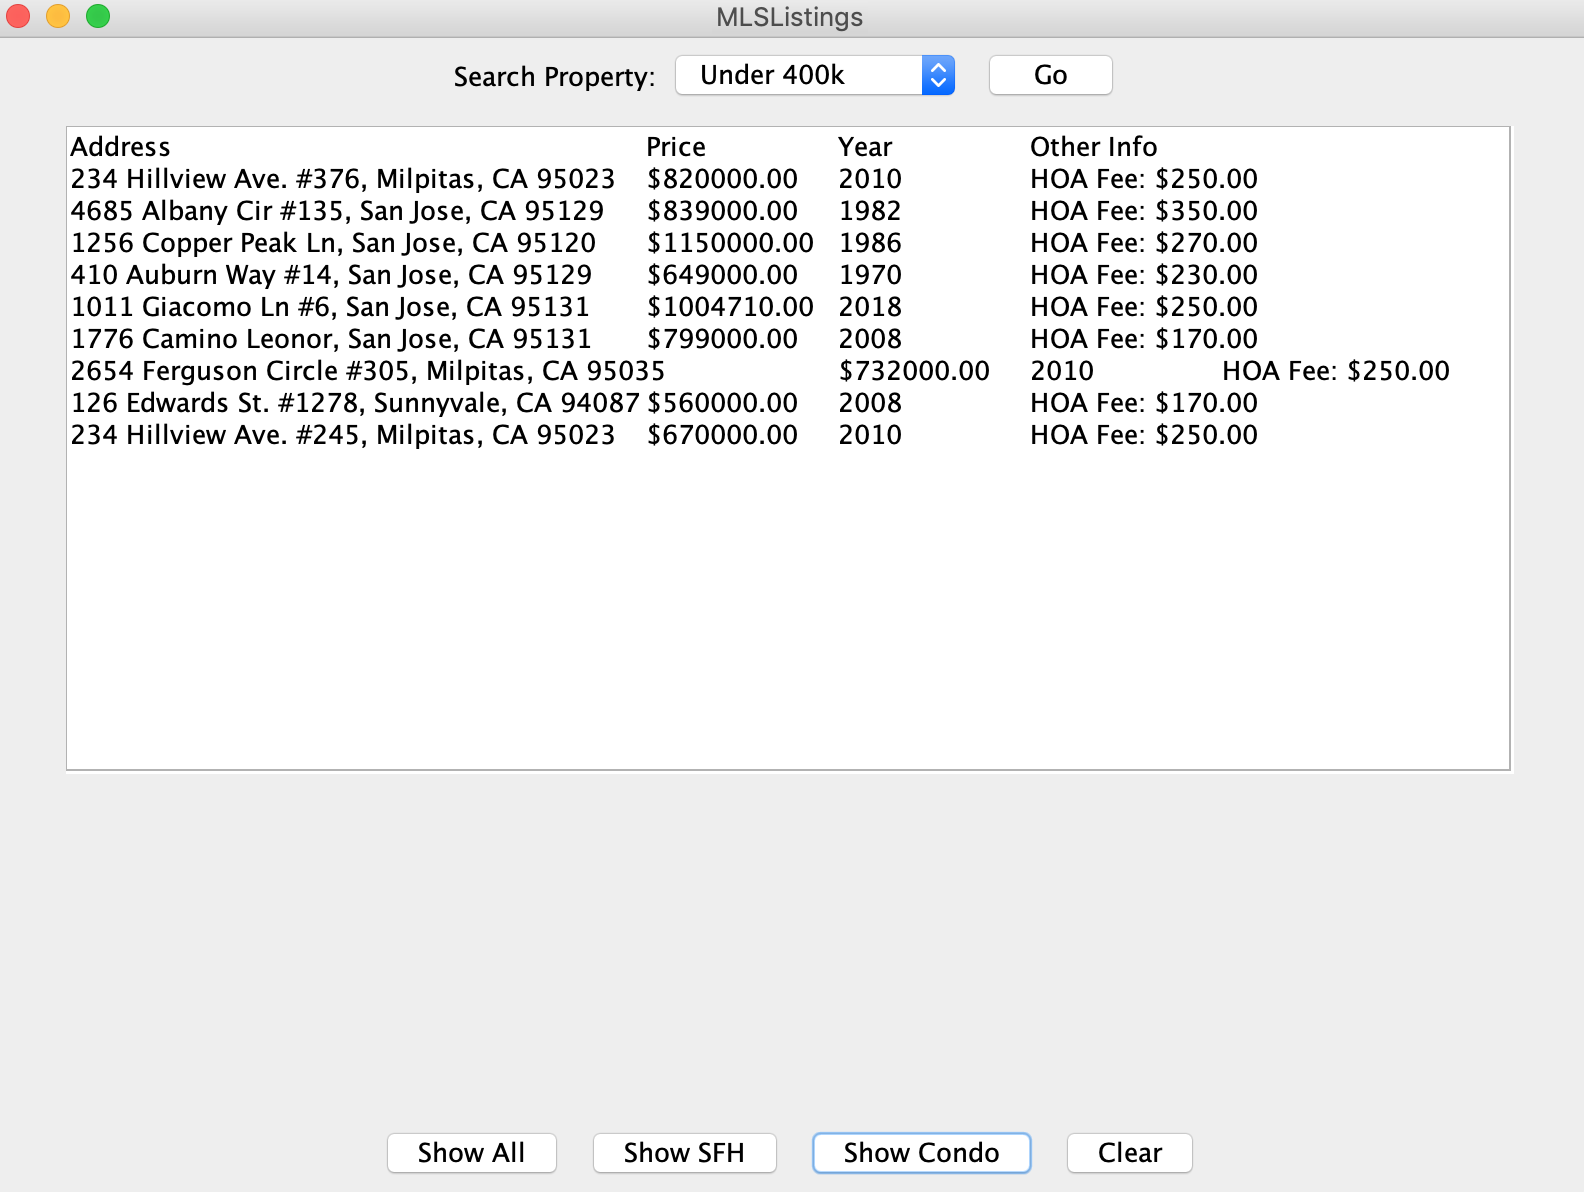 MLSListings
Search Property: Under 400k Go
Address Price Year Other Info
234 Hillview Ave. #376, Milpitas, CA 95023 $820000.00 2010 HOA Fee: $250.00
4685 Albany Cir #135, San Jose, CA 95129 $839000.00 1982 HOA Fee: $350.00
1256 Copper Peak Ln, San Jose, CA 95120 $1150000.00 1986 HOA Fee: $270.00
410 Auburn Way #14, San Jose, CA 95129 $649000.00 1970 HOA Fee: $230.00
1011 Giacomo Ln #6, San Jose, CA 95131 $1004710.00 2018 HOA Fee: $250.00
1776 Camino Leonor, San Jose, CA 95131 $799000.00 2008 HOA Fee: $170.00
2654 Ferguson Circle #305, Milpitas, CA 95035 $732000.00 2010 HOA Fee: $250.00
126 Edwards St. #1278, Sunnyvale, CA 94087 $560000.00 2008 HOA Fee: $170.00
234 Hillview Ave. #245, Milpitas, CA 95023 $670000.00 2010 HOA Fee: $250.00
Show All Show SFH Show Condo Clear